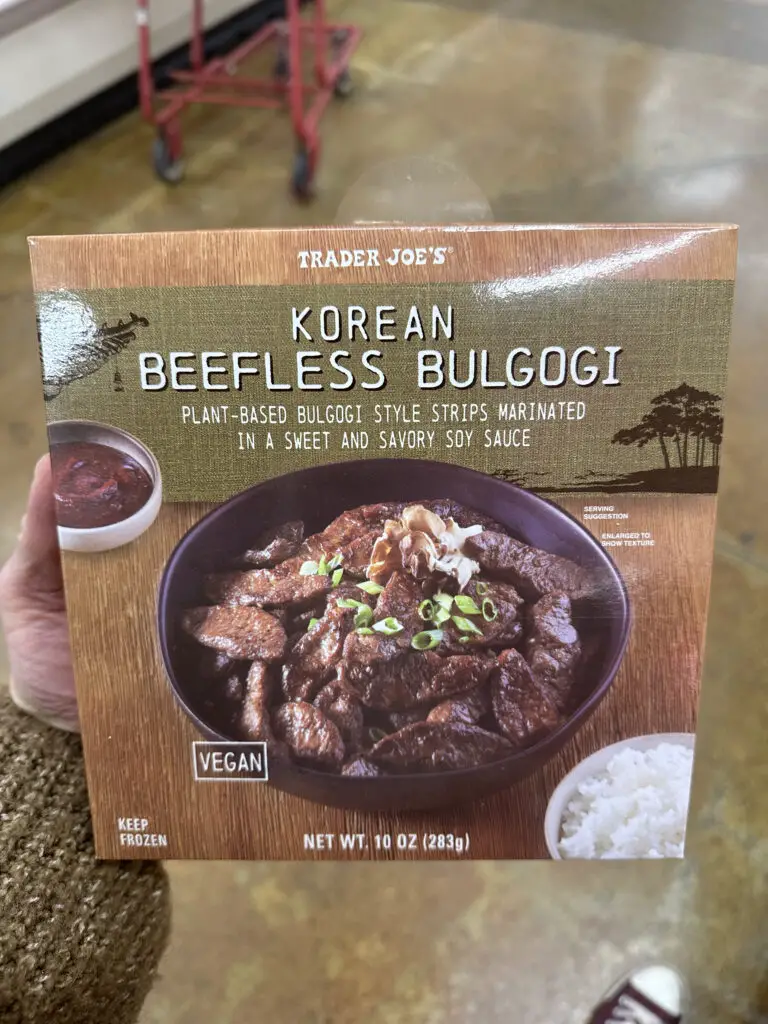 TRADER JOE'S®
KOREAN
BEEFLESS BULGOGI
PLANT-BASED BULGOGI STYLE STRIPS MARINATED
IN A SWEET AND SAVORY SOY SAUCE
SERVING
SUGGESTION
-
ENLARGED TO
SHOW TEXTURE
VEGAN
KEEP
FROZEN
NET WT. 10 OZ (283g)